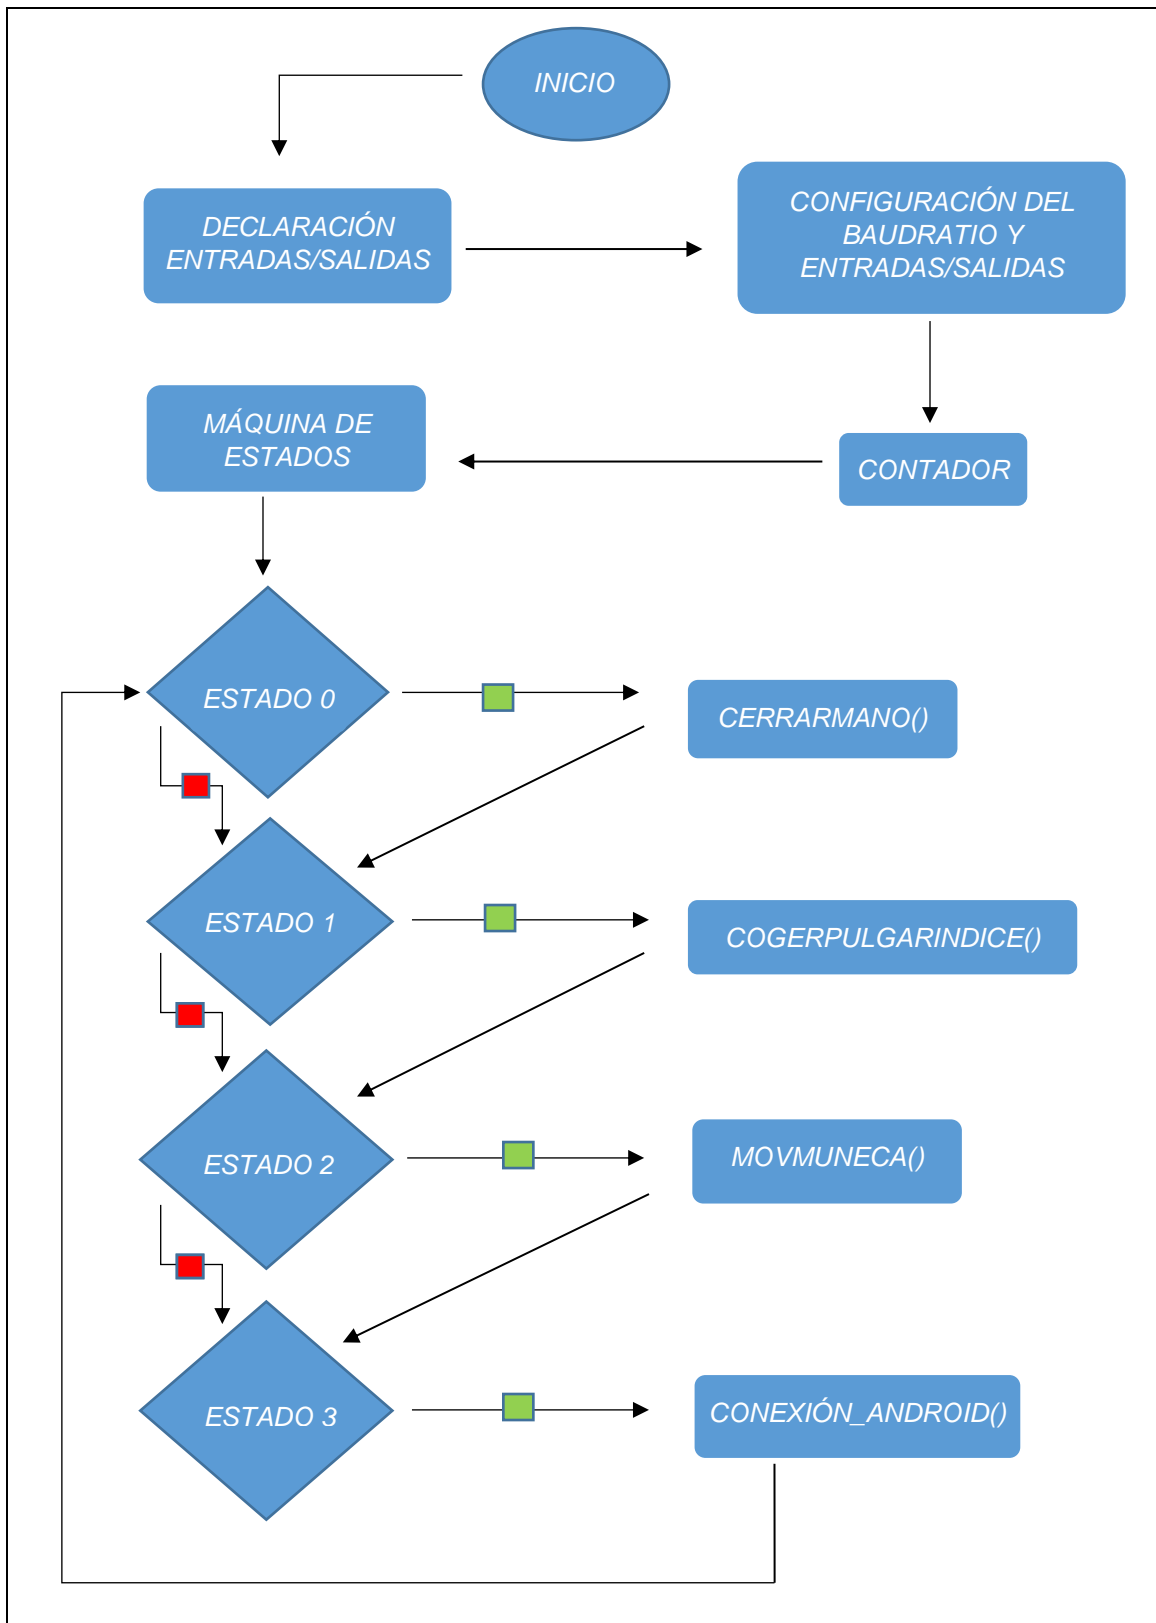 INICIO
DECLARACIÓN
ENTRADAS/SALIDAS
CONFIGURACIÓN DEL
BAUDRATIO Y
ENTRADAS/SALIDAS
MÁQUINA DE
ESTADOS
CONTADOR
ESTADO 0
CERRARMANO()
ESTADO 1
COGERPULGARINDICE()
ESTADO 2
MOVMUNECA()
ESTADO 3
CONEXIÓN_ANDROID()